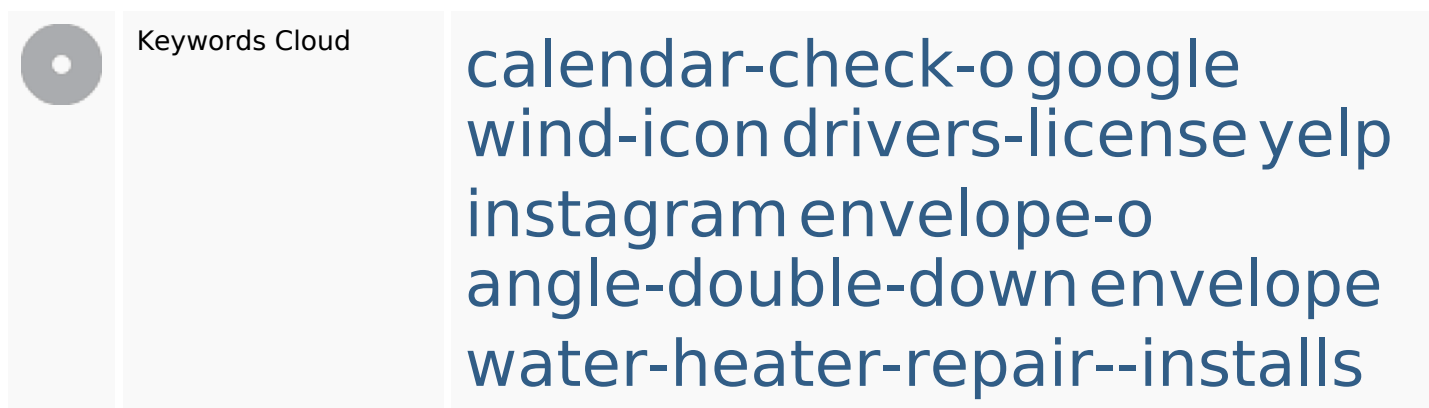 Keywords Cloud
calendar-check-o google
wind-icon drivers-license yelp
instagram envelope-o
angle-double-down envelope
water-heater-repair--installs